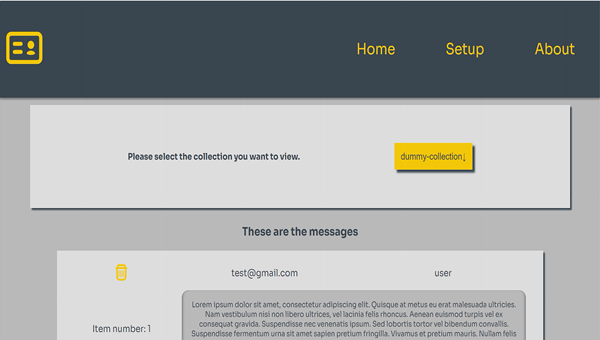 Home Setup About
Please select the collection you want to view.
dummy-collection↓
These are the messages
test@gmail.com user
Item number: 1
Lorem ipsum dolor sit amet, consectetur adipiscing elit. Quisque at metus eu erat malesuada ultricies.
Nam vestibulum nisi non libero ultrices, vel lacinia felis rhoncus. Aenean euismod turpis vel ex
consequat gravida. Suspendisse nec venenatis ipsum. Sed lobortis tortor vel bibendum convallis.
Suspendisse fermentum urna sit amet sapien pretium fringilla. Vivamus et pretium mauris. Nullam felis